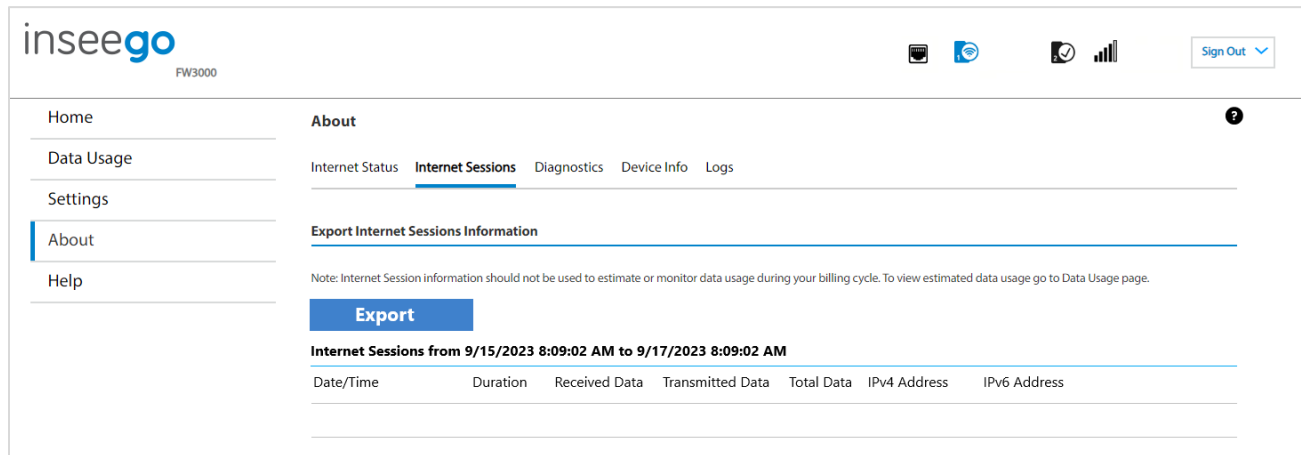 inseego
FW3000
1
2
Sign Out
Home
Data Usage
Settings
About
Help
About
?
Internet Status Internet Sessions Diagnostics Device Info Logs
Export Internet Sessions Information
Note: Internet Session information should not be used to estimate or monitor data usage during your billing cycle. To view estimated data usage go to Data Usage page.
Export
Internet Sessions from 9/15/2023 8:09:02 AM to 9/17/2023 8:09:02 AM
Date/Time Duration Received Data Transmitted Data Total Data IPv4 Address IPv6 Address